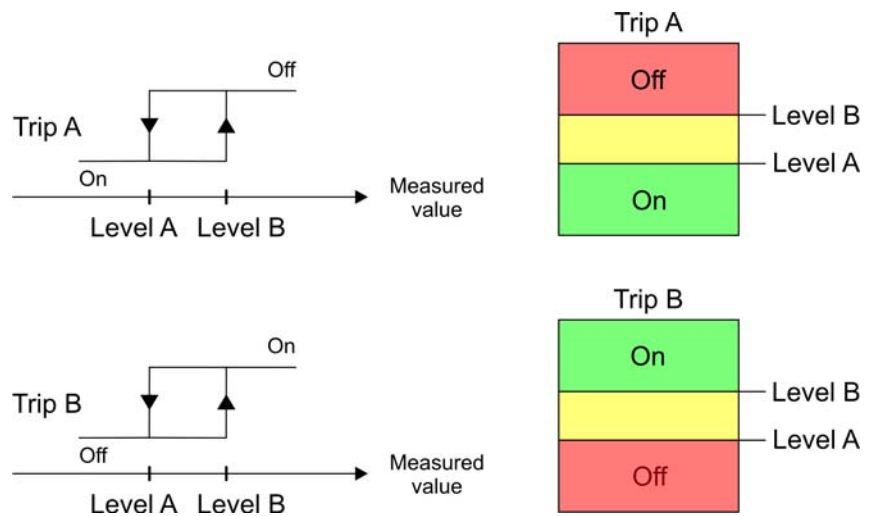 Trip A
Off
Trip A
On
Level A Level B
Measured
value
Off
Level B
Level A
On
Trip B
On
Trip B
Off
Level A Level B
Measured
value
On
Level B
Level A
Off